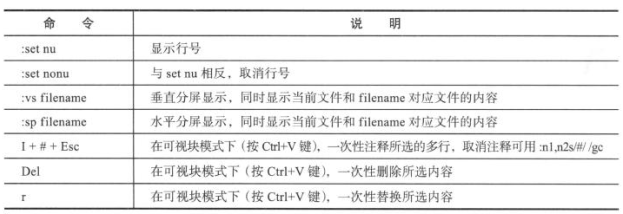 命 令 说 明
:set nu 显示行号
:set nonu 与 set nu 相反，取消行号
:vs filename 垂直分屏显示，同时显示当前文件和 filename 对应文件的内容
:sp filename 水平分屏显示，同时显示当前文件和 filename 对应文件的内容
I + # + Esc 在可视块模式下（按 Ctrl+V 键），一次性注释所选的多行，取消注释可用 :n1,n2s/#/ /gc
Del 在可视块模式下（按 Ctrl+V 键），一次性删除所选内容
r 在可视块模式下（按 Ctrl+V 键），一次性替换所选内容